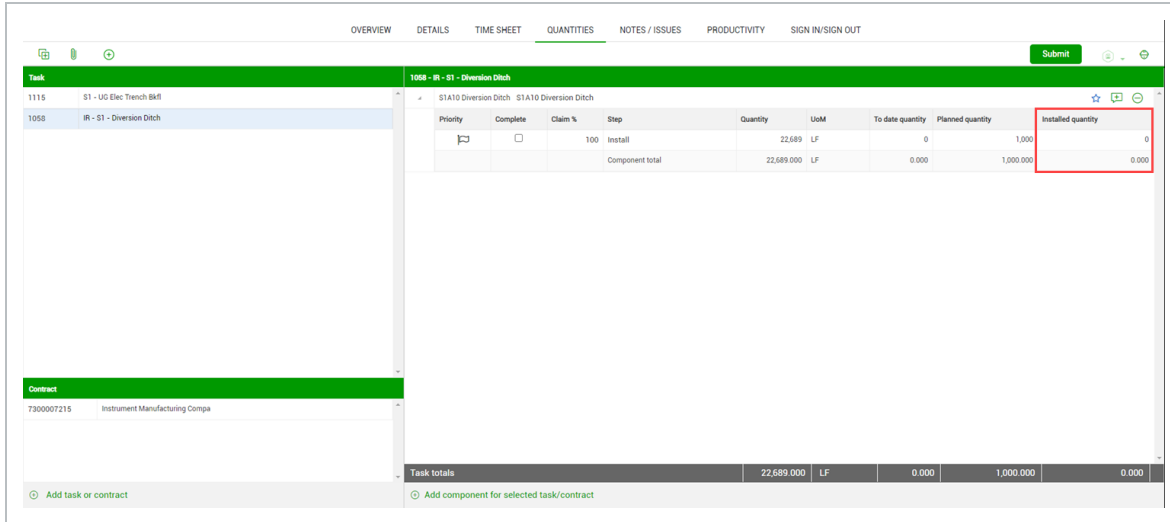 OVERVIEW DETAILS TIME SHEET QUANTITIES NOTES / ISSUES PRODUCTIVITY SIGN IN/SIGN OUT
Submit
Task
1115 S1 - UG Elec Trench Bkfl
1058 IR - S1 - Diversion Ditch
Contract
7300007215 Instrument Manufacturing Compa
Add task or contract
1058 - IR - S1 - Diversion Ditch
S1A10 Diversion Ditch S1A10 Diversion Ditch
Priority Complete Claim % Step Quantity UoM To date quantity Planned quantity Installed quantity
100 Install 22,689 LF 0 1,000 0
Component total 22,689.000 LF 0.000 1,000.000 0.000
Task totals 22,689.000 LF 0.000 1,000.000 0.000
Add component for selected task/contract